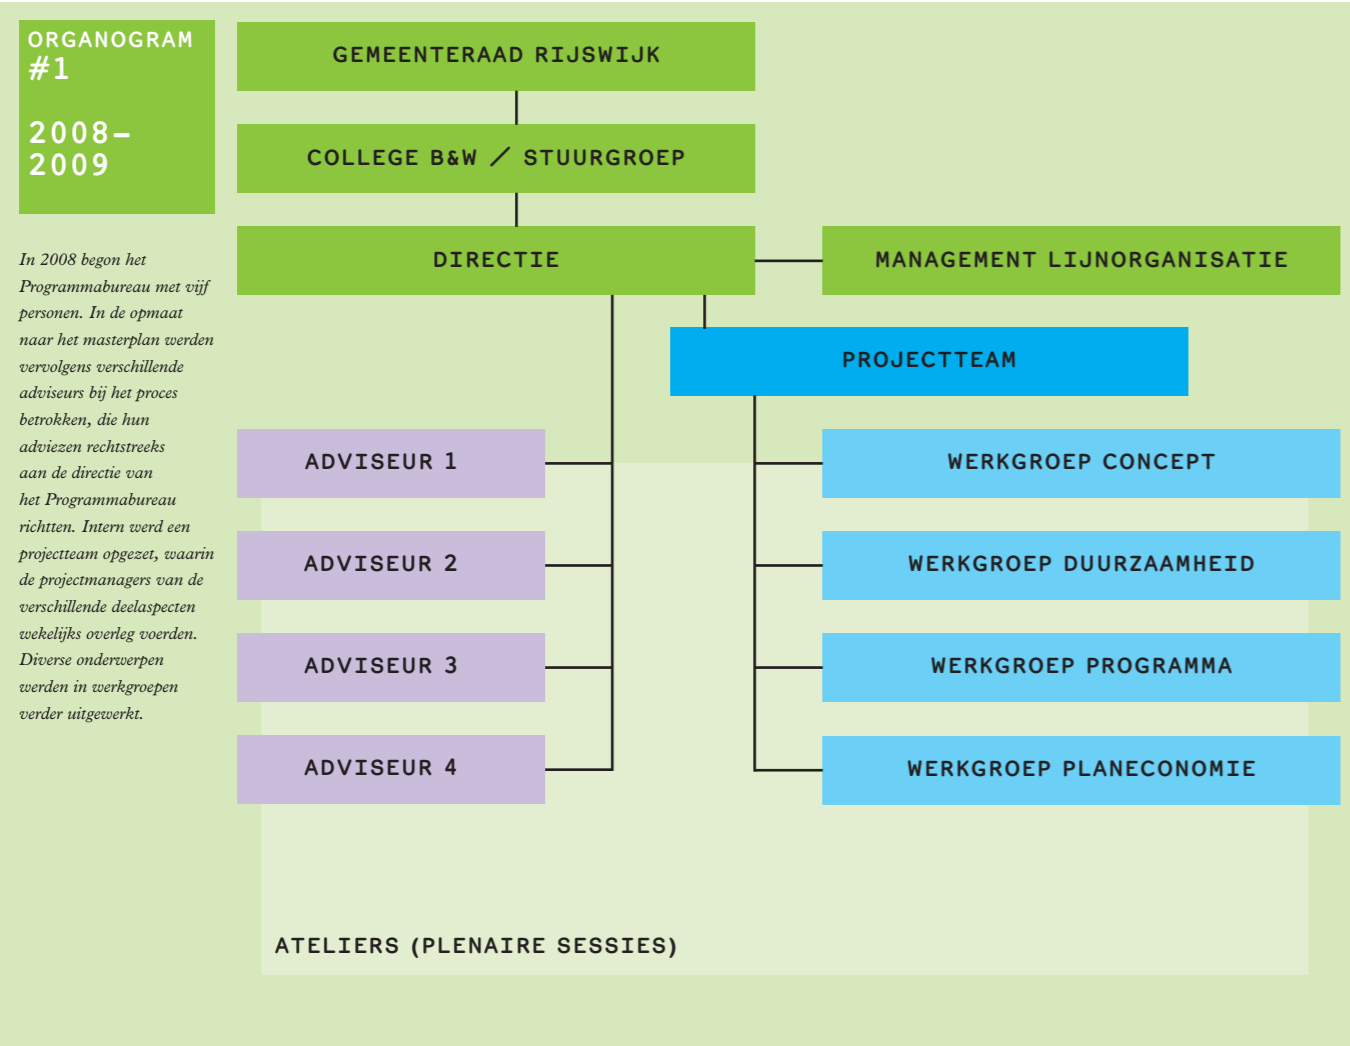 ORGANOGRAM
#1
2008–
2009
In 2008 begon het
Programmabureau met vijf
personen. In de opmaat
naar het masterplan werden
vervolgens verschillende
adviseurs bij het proces
betrokken, die hun
adviezen rechtstreeks
aan de directie van
het Programmabureau
richtten. Intern werd een
projectteam opgezet, waarin
de projectmanagers van de
verschillende deelaspecten
wekelijks overleg voerden.
Diverse onderwerpen
werden in werkgroepen
verder uitgewerkt.
GEMEENTERAAD RIJSWIJK
COLLEGE B&W / STUURGROEP
DIRECTIE
MANAGEMENT LIJNORGANISATIE
PROJECTTEAM
ADVISEUR 1
ADVISEUR 2
ADVISEUR 3
ADVISEUR 4
WERKGROEP CONCEPT
WERKGROEP DUURZAAMHEID
WERKGROEP PROGRAMMA
WERKGROEP PLANECONOMIE
ATELIERS (PLENAIRE SESSIES)